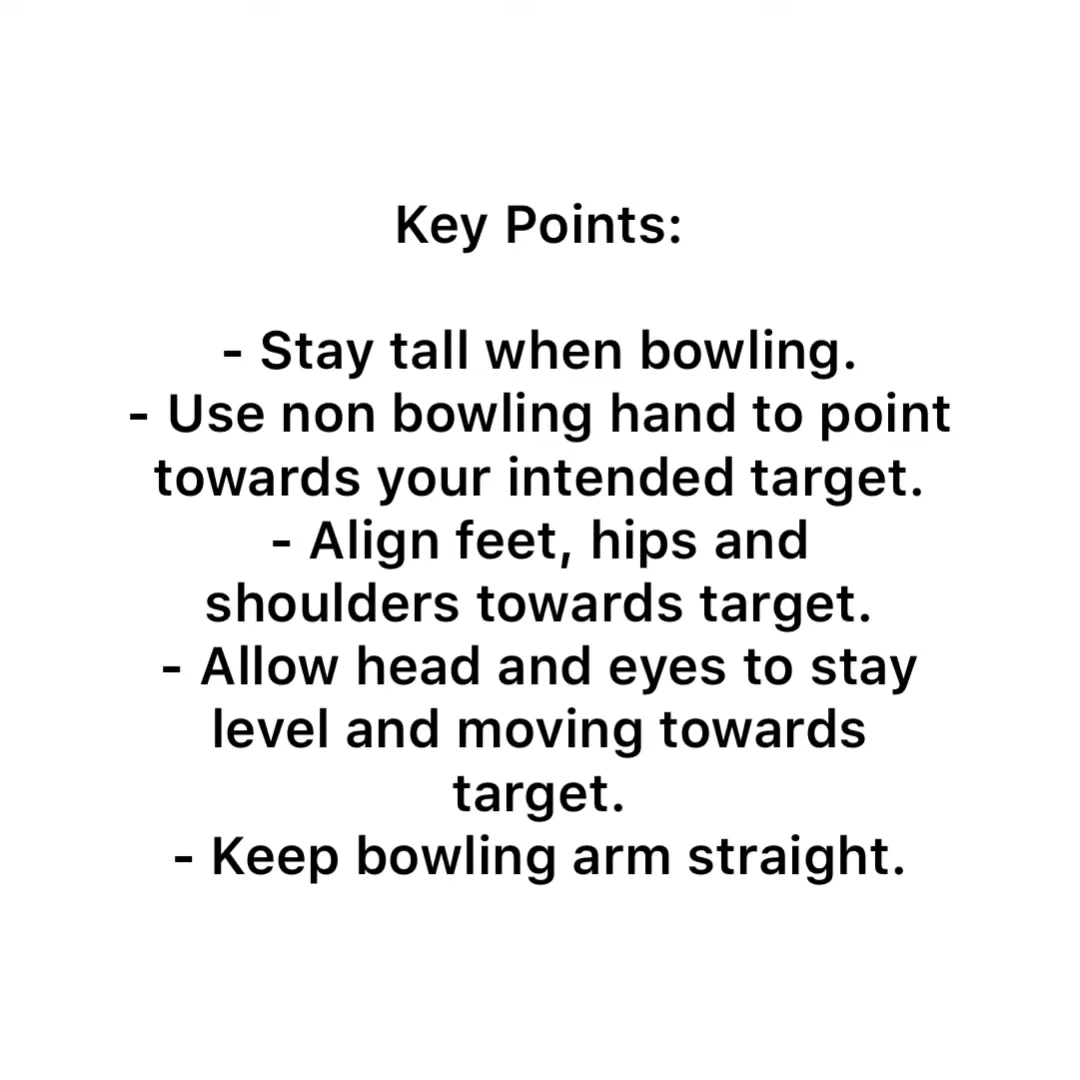 Key Points:
- Stay tall when bowling.
- Use non bowling hand to point
towards your intended target.
- Align feet, hips and
shoulders towards target.
- Allow head and eyes to stay
level and moving towards
target.
- Keep bowling arm straight.